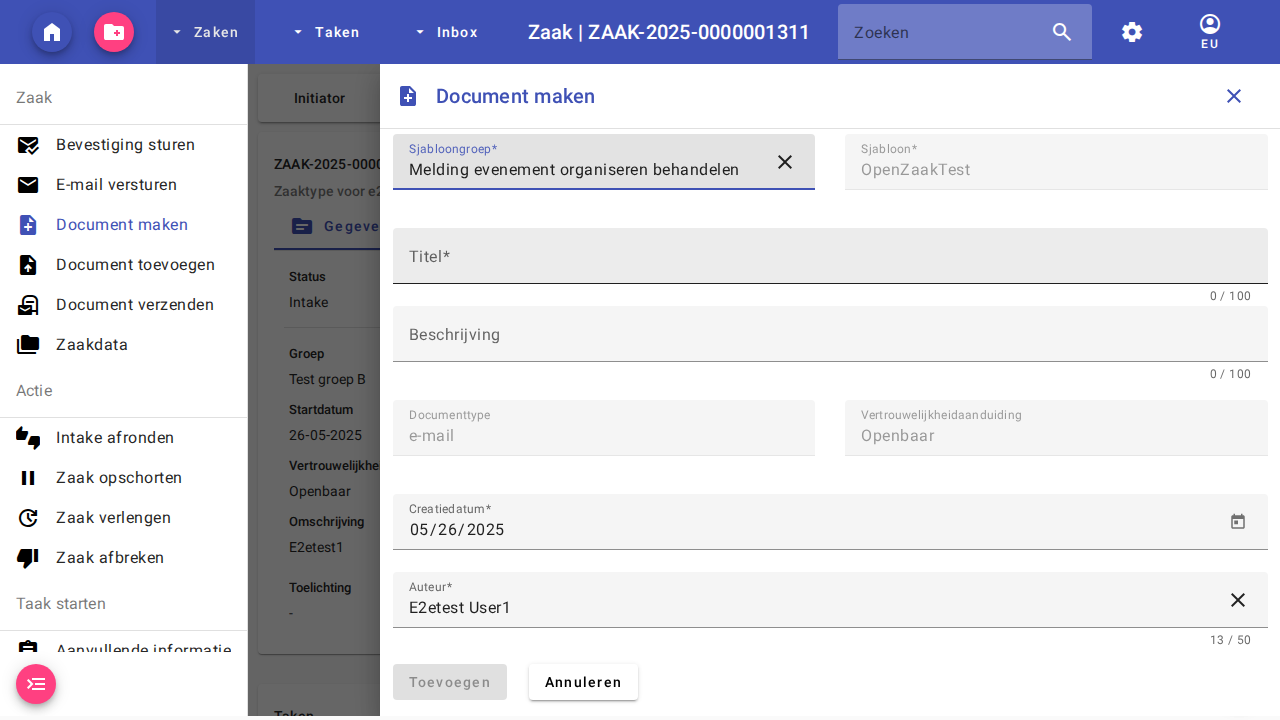 Zaken
Taken
Inbox
Zaak | ZAAK-2025-0000001311
Zoeken
EU
Zaak
Bevestiging sturen
E-mail versturen
Document maken
Document toevoegen
Document verzenden
Zaakdata
Actie
Intake afronden
Zaak opschorten
Zaak verlengen
Zaak afbreken
Taak starten
Aanvullende informatie
Initiator
ZAAK-2025-0000
Zaaktype voor e2
Gegeve
Status
Intake
Groep
Test groep B
Startdatum
26-05-2025
Vertrouwelijkhe
Openbaar
Omschrijving
E2etest1
Toelichting
-
Taken
Document maken
Sjabloongroep*
Melding evenement organiseren behandelen
Sjabloon*
OpenZaakTest
Titel*
0 / 100
Beschrijving
0 / 100
Documenttype
e-mail
Vertrouwelijkheidaanduiding
Openbaar
Creatiedatum*
05/26/2025
Auteur*
E2etest User1
13 / 50
Toevoegen
Annuleren